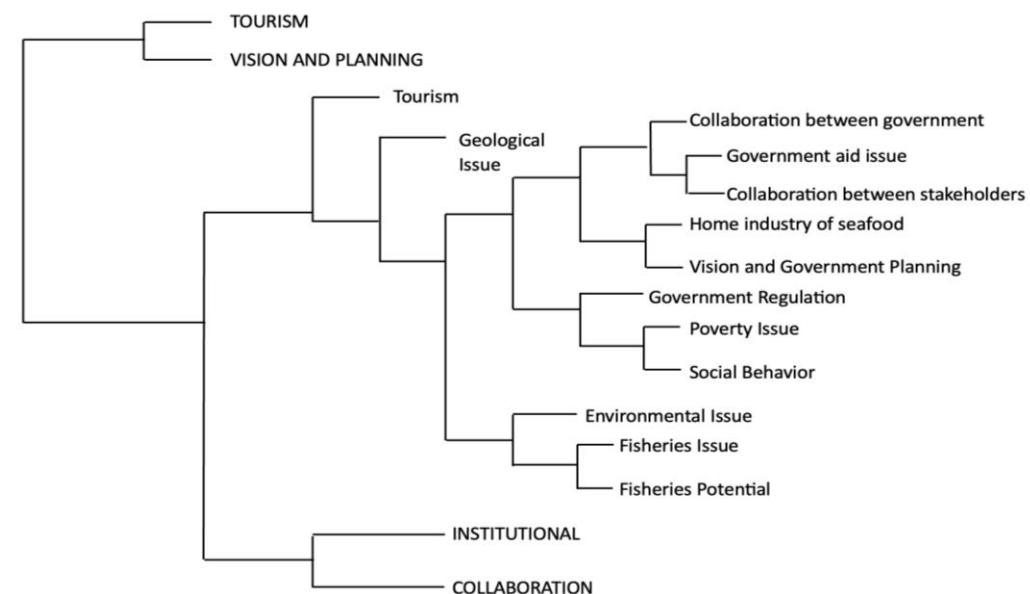 TOURISM
VISION AND PLANNING
Tourism
Geological
Issue
Collaboration between government
Government aid issue
Collaboration between stakeholders
Home industry of seafood
Vision and Government Planning
Government Regulation
Poverty Issue
Social Behavior
Environmental Issue
Fisheries Issue
Fisheries Potential
INSTITUTIONAL
COLLABORATION